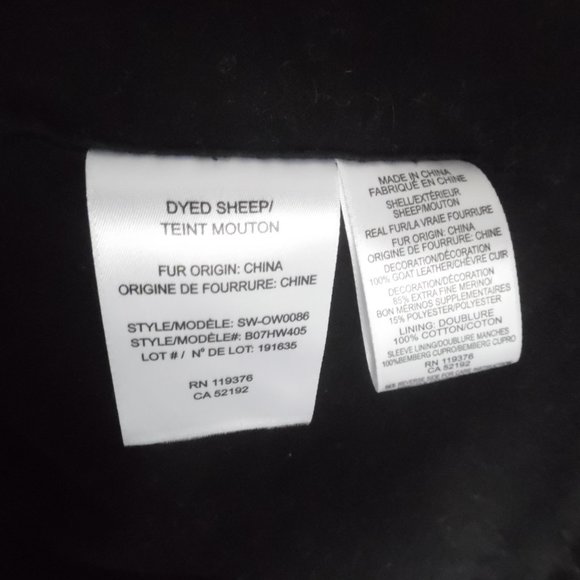 DYED SHEEP/
TEINT MOUTON
FUR ORIGIN: CHINA
ORIGINE DE FOURRURE: CHINE
STYLE/MODÈLE: SW-OW0086
STYLE/MODÈLE#: B07HW405
LOT # / N° DE LOT: 191635
RN 119376
CA 52192
MADE IN CHINA
FABRIQUÉ EN CHINE
SHELL/EXTÉRIEUR
SHEEP/MOUTON
REAL FUR/LA VRAIE FOURRURE
FUR ORIGIN: CHINA
ORIGINE DE FOURRURE: CHINE
DECORATION/DÉCORATION
100% GOAT LEATHER/CHÈVRE CUIR
DECORATION/DÉCORATION
85% EXTRA FINE MERINO/
BON MERINOS SUPPLEMENTAIRES
15% POLYESTER/POLYESTER
LINING: DOUBLURE
100% COTTON/COTON
SLEEVE LINING/DOUBLURE MANCHES
100%BEMBERG CUPRO/BEMBERG CUPRO
RN 119376
CA 52192